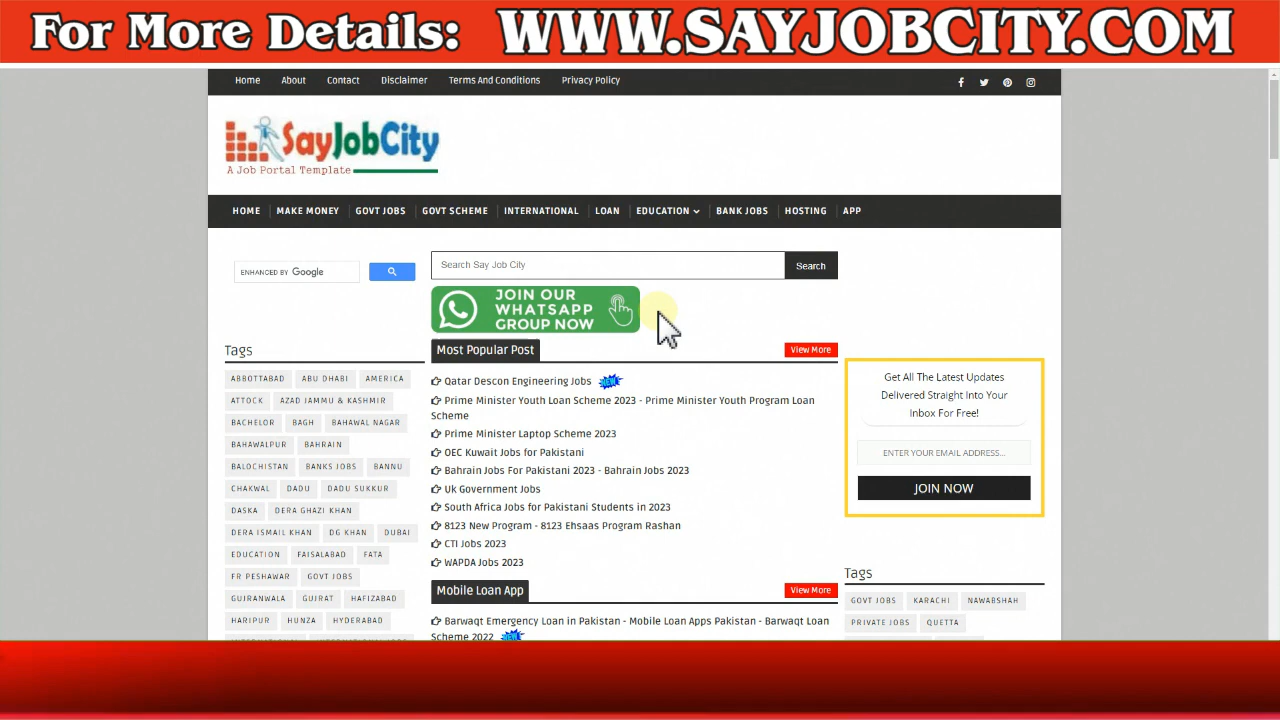 For More Details: WWW.SAYJOBCITY.COM
Home About Contact Disclaimer Terms And Conditions Privacy Policy
SayJobCity
A Job Portal Template
HOME MAKE MONEY GOVT JOBS GOVT SCHEME INTERNATIONAL LOAN EDUCATION BANK JOBS HOSTING APP
ENHANCED BY Google
Search Say Job City
Search
JOIN OUR
WHATSAPP
GROUP NOW
Tags
ABBOTTABAD ABU DHABI AMERICA
ATTOCK AZAD JAMMU & KASHMIR
BACHELOR BAGH BAHAWAL NAGAR
BAHAWALPUR BAHRAIN
BALOCHISTAN BANKS JOBS BANNU
CHAKWAL DADU DADU SUKKUR
DASKA DERA GHAZI KHAN
DERA ISMAIL KHAN DG KHAN DUBAI
EDUCATION FAISALABAD FATA
FR PESHAWAR GOVT JOBS
GUJRANWALA GUJRAT HAFIZABAD
HARIPUR HUNZA HYDERABAD
Most Popular Post View More
Qatar Descon Engineering Jobs NEW
Prime Minister Youth Loan Scheme 2023 - Prime Minister Youth Program Loan
Scheme
Prime Minister Laptop Scheme 2023
OEC Kuwait Jobs for Pakistani
Bahrain Jobs For Pakistani 2023 - Bahrain Jobs 2023
Uk Government Jobs
South Africa Jobs for Pakistani Students in 2023
8123 New Program - 8123 Ehsaas Program Rashan
CTI Jobs 2023
WAPDA Jobs 2023
Mobile Loan App View More
Barwaqt Emergency Loan in Pakistan - Mobile Loan Apps Pakistan - Barwaqt Loan
Scheme 2022 NEW
Get All The Latest Updates
Delivered Straight Into Your
Inbox For Free!
ENTER YOUR EMAIL ADDRESS...
JOIN NOW
Tags
GOVT JOBS KARACHI NAWABSHAH
PRIVATE JOBS QUETTA